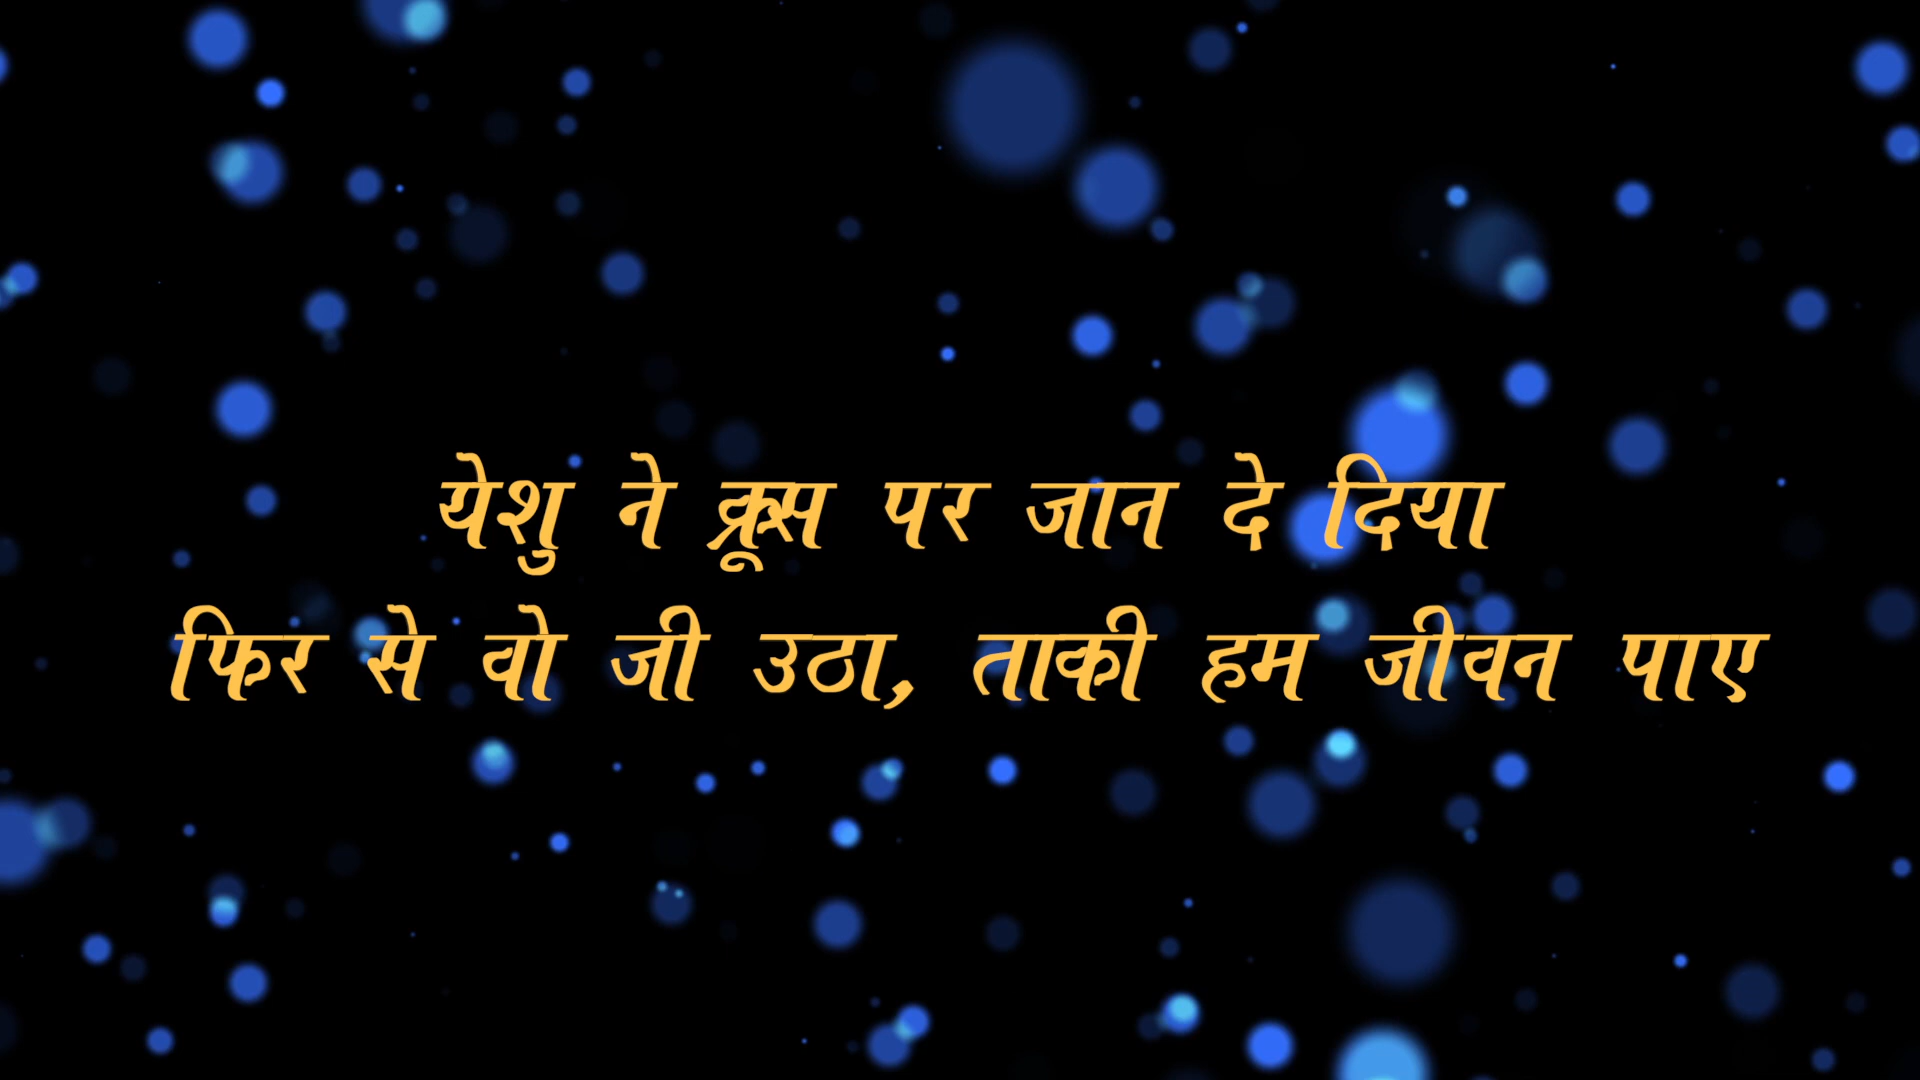 येशु ने क्रूस पर जान दे दिया
फिर से वो जी उठा, ताकी हम जीवन पाए